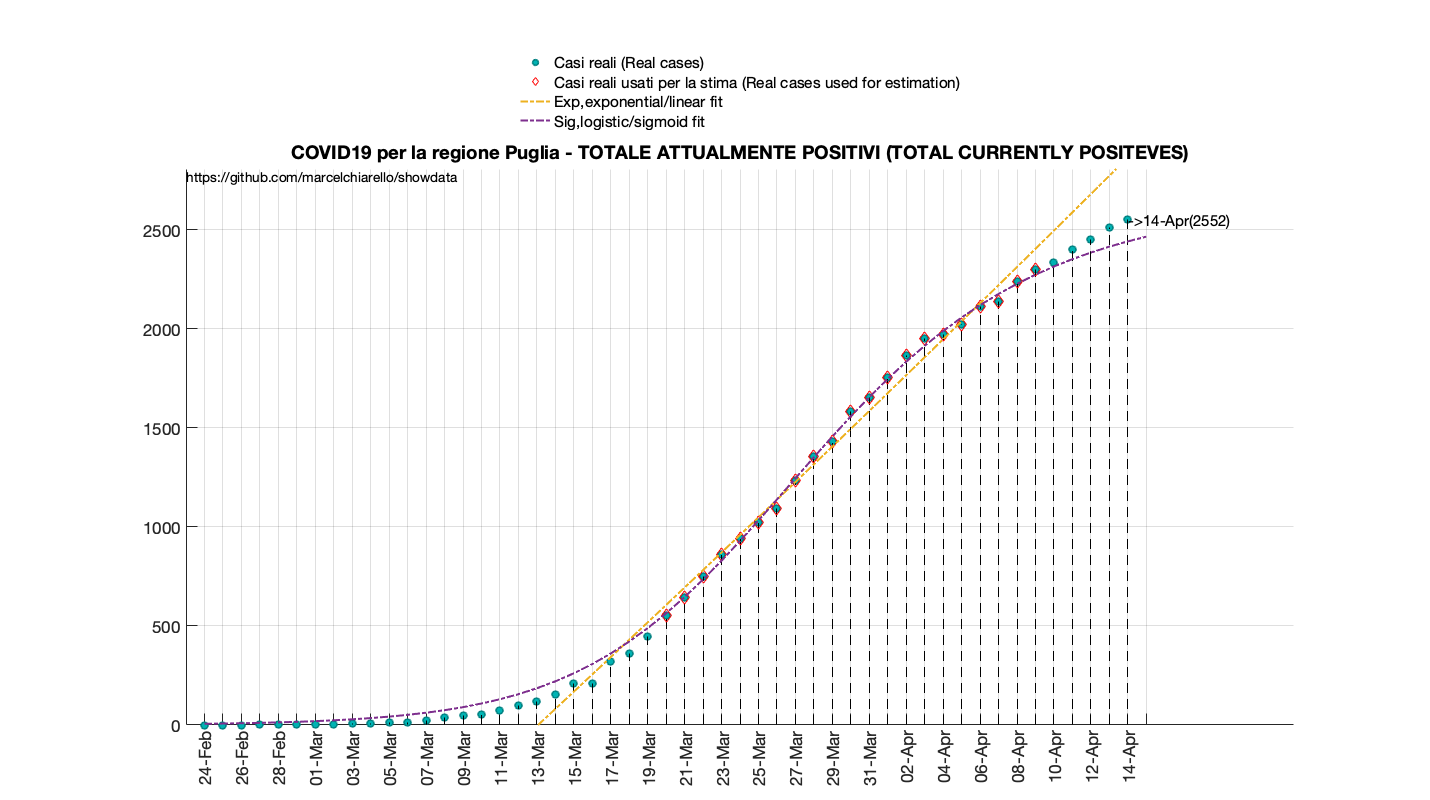 Casi reali (Real cases)
Casi reali usati per la stima (Real cases used for estimation)
Exp,exponential/linear fit
Sig,logistic/sigmoid fit
COVID19 per la regione Puglia - TOTALE ATTUALMENTE POSITIVI (TOTAL CURRENTLY POSITEVES)
https://github.com/marcelchiarello/showdata
->14-Apr(2552)
2500
2000
1500
1000
500
0
24-Feb
26-Feb
28-Feb
01-Mar
03-Mar
05-Mar
07-Mar
09-Mar
11-Mar
13-Mar
15-Mar
17-Mar
19-Mar
21-Mar
23-Mar
25-Mar
27-Mar
29-Mar
31-Mar
02-Apr
04-Apr
06-Apr
08-Apr
10-Apr
12-Apr
14-Apr